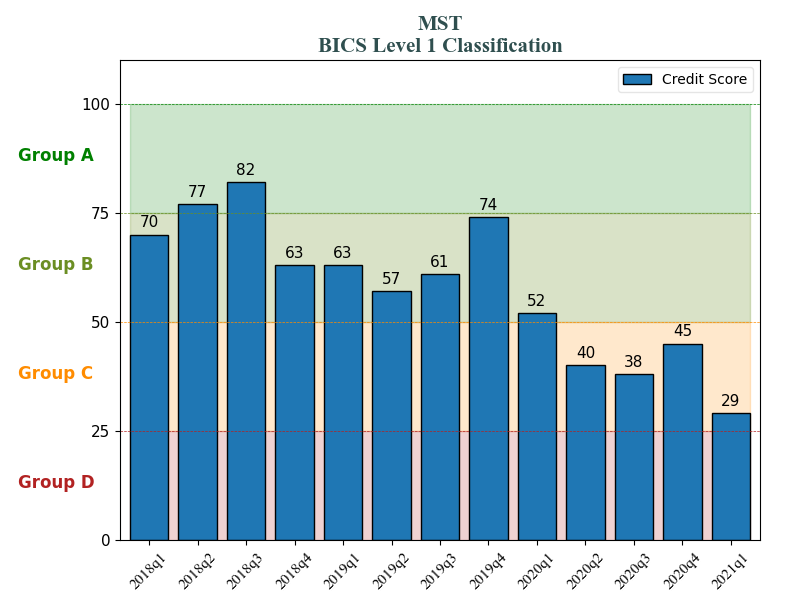 MST
BICS Level 1 Classification
Credit Score
100
Group A
82
77
75
74
70
Group B
63
63
61
57
52
50
45
40
38
Group C
29
25
Group D
0
2018q1
2018q2
2018q3
2018q4
2019q1
2019q2
2019q3
2019q4
2020q1
2020q2
2020q3
2020q4
2021q1